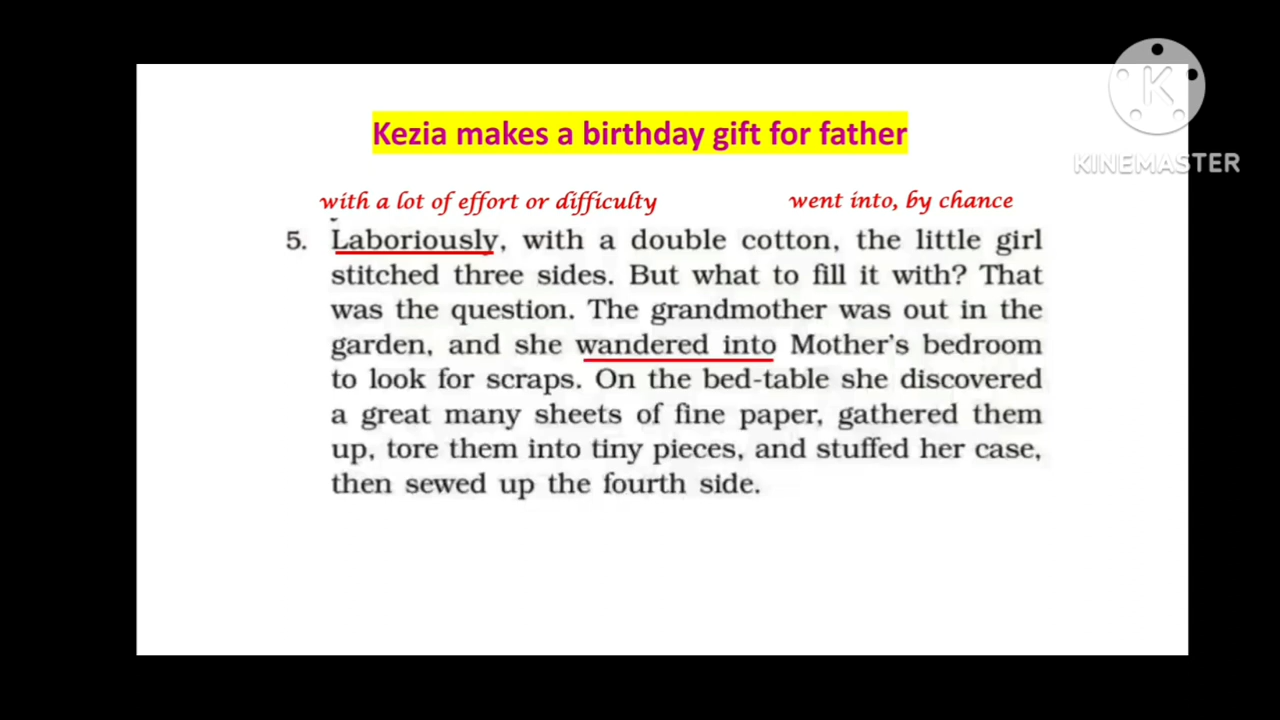 Kezia makes a birthday gift for father
KINEMASTER
with a lot of effort or difficulty went into, by chance
5. Laboriously, with a double cotton, the little girl
stitched three sides. But what to fill it with? That
was the question. The grandmother was out in the
garden, and she wandered into Mother's bedroom
to look for scraps. On the bed-table she discovered
a great many sheets of fine paper, gathered them
up, tore them into tiny pieces, and stuffed her case,
then sewed up the fourth side.